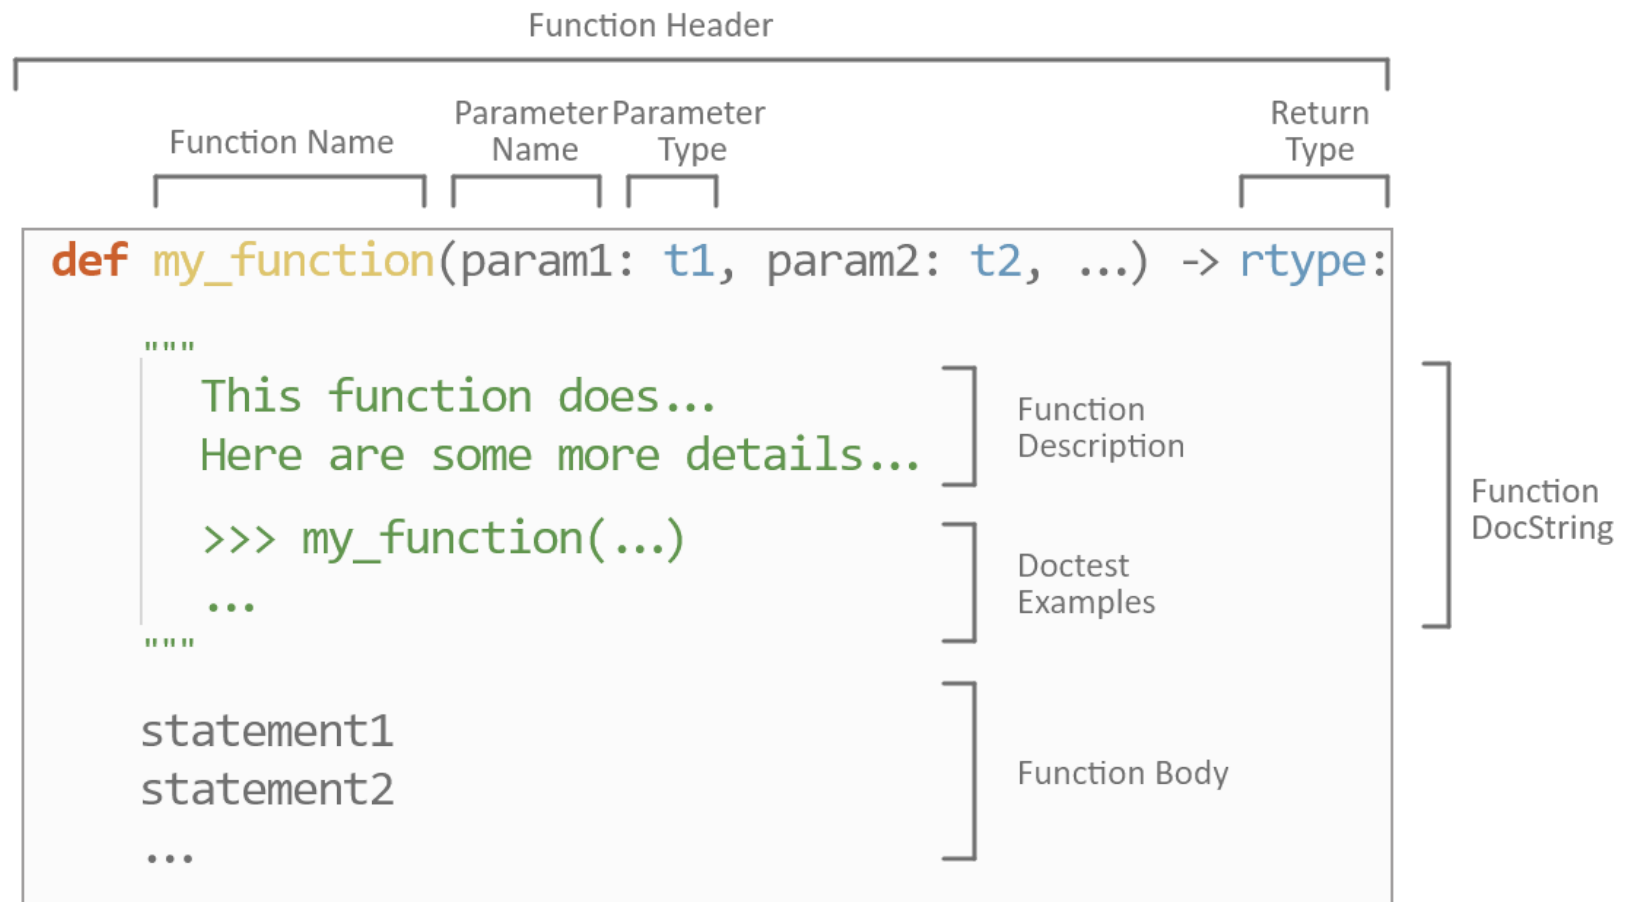 Function Header
Function Name
Parameter Name
Parameter Type
Return Type
def my_function(param1: t1, param2: t2, ...) -> rtype:
"""
This function does...
Here are some more details...
Function Description
>>> my_function(...)
...
Doctest Examples
"""
Function DocString
statement1
statement2
...
Function Body